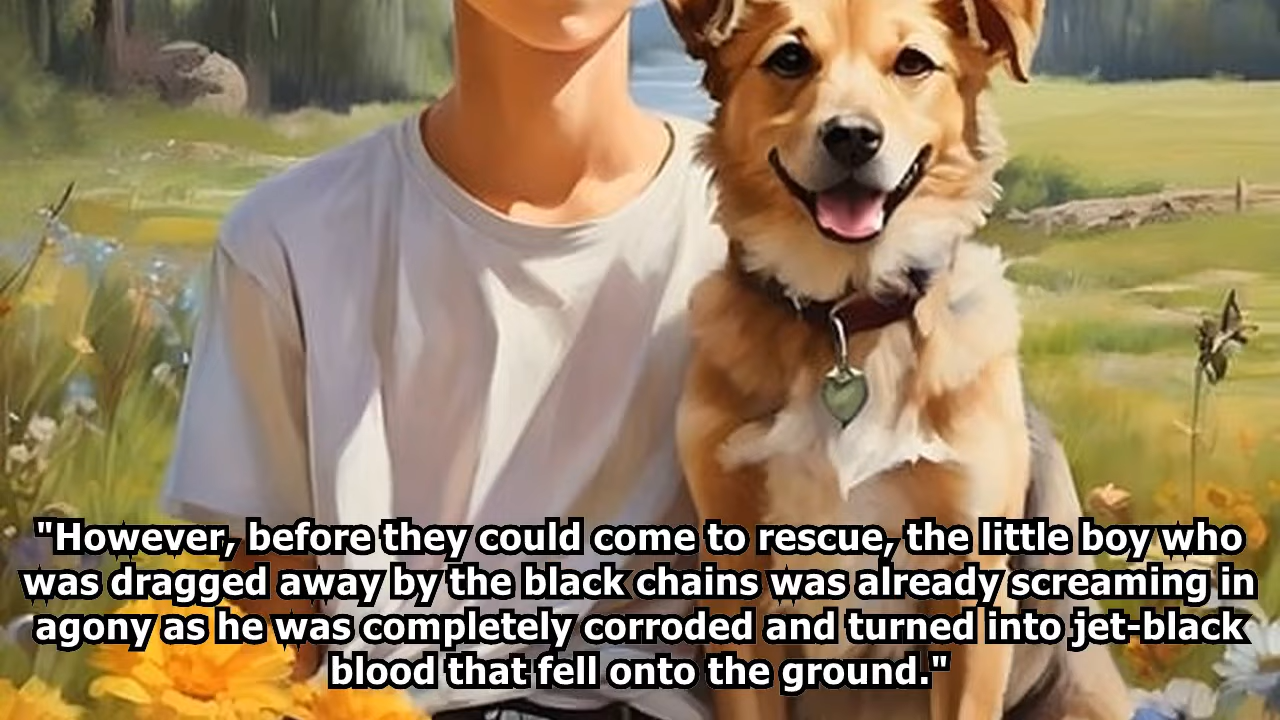 "However, before they could come to rescue, the little boy who
was dragged away by the black chains was already screaming in
agony as he was completely corroded and turned into jet-black
blood that fell onto the ground."